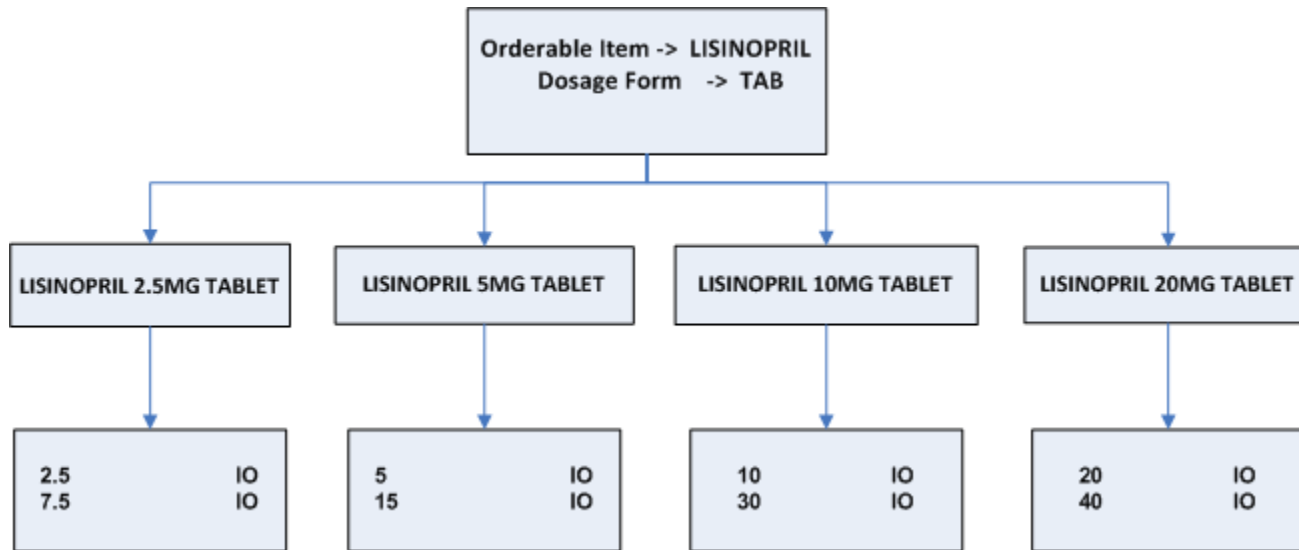 Orderable Item -> LISINOPRIL
Dosage Form -> TAB
LISINOPRIL 2.5MG TABLET
LISINOPRIL 5MG TABLET
LISINOPRIL 10MG TABLET
LISINOPRIL 20MG TABLET
2.5 IO
7.5 IO
5 IO
15 IO
10 IO
30 IO
20 IO
40 IO